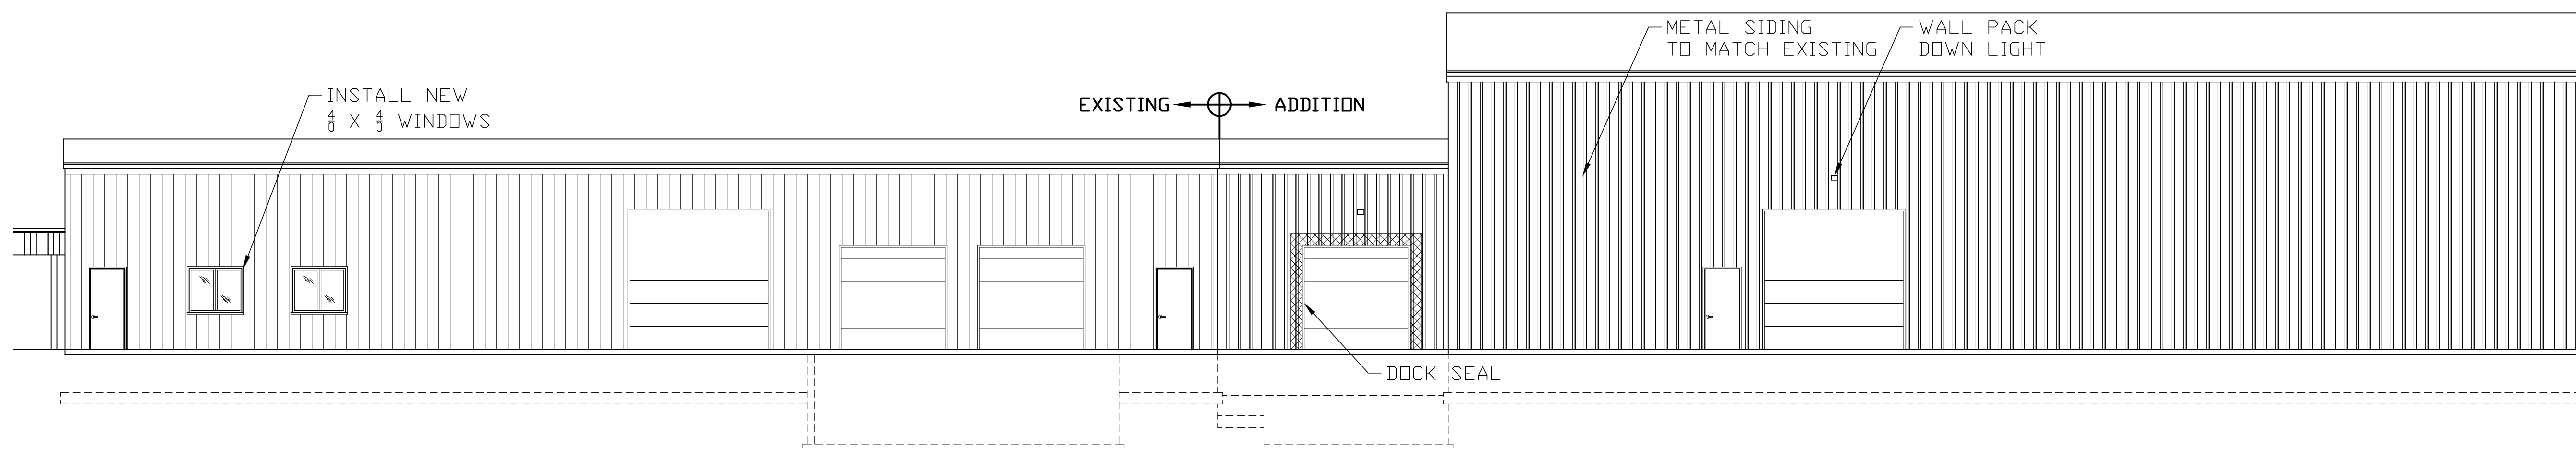 METAL SIDING
TO MATCH EXISTING
WALL PACK
DOWN LIGHT
INSTALL NEW
4/0 X 4/0 WINDOWS
EXISTING
ADDITION
DOCK SEAL